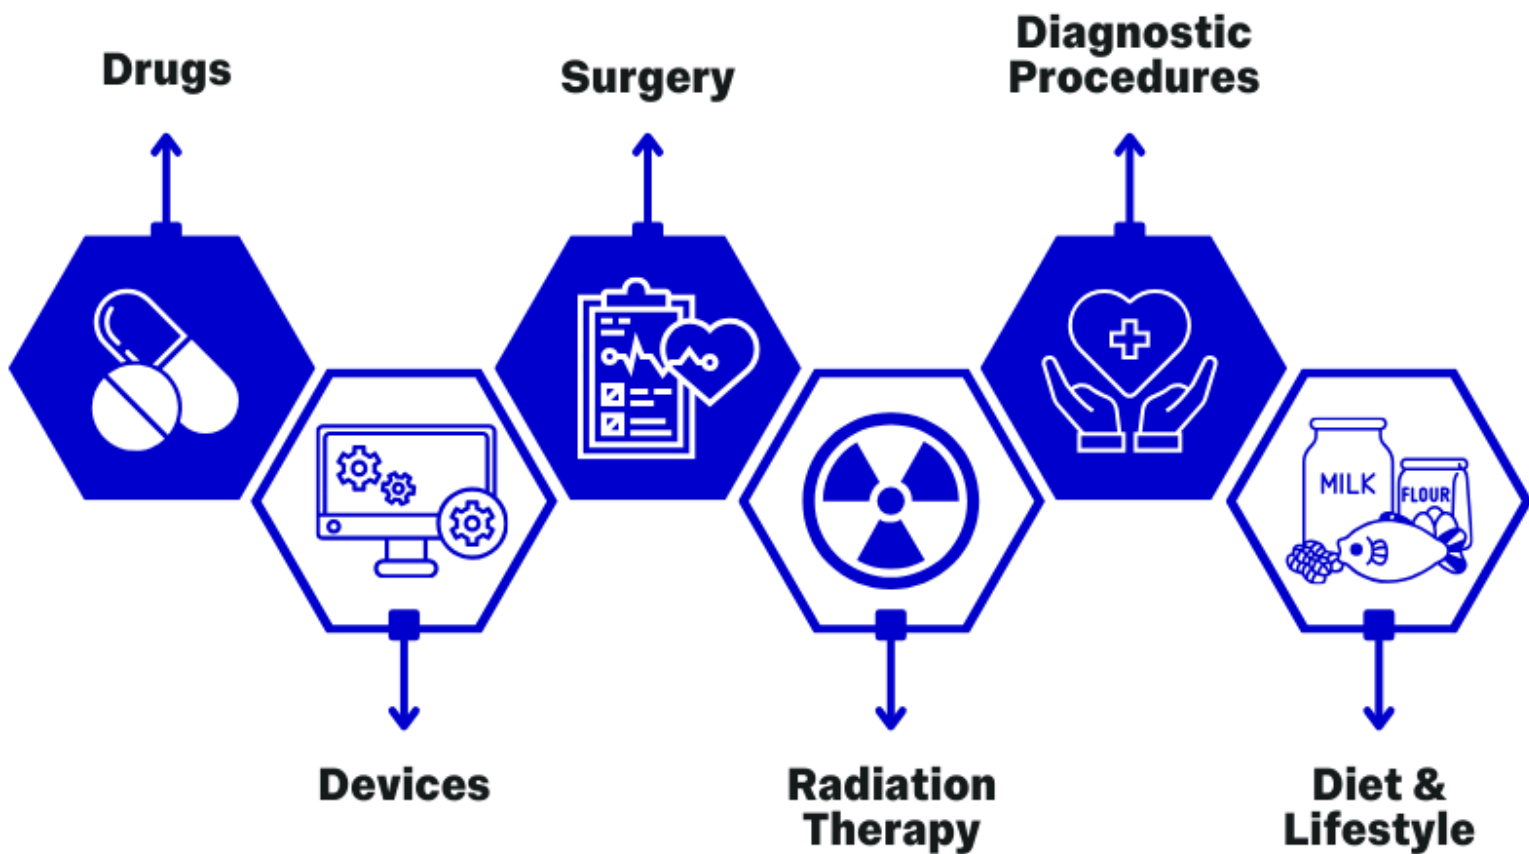 Drugs
Surgery
Diagnostic
Procedures
MILK
FLOUR
Devices
Radiation
Therapy
Diet &
Lifestyle